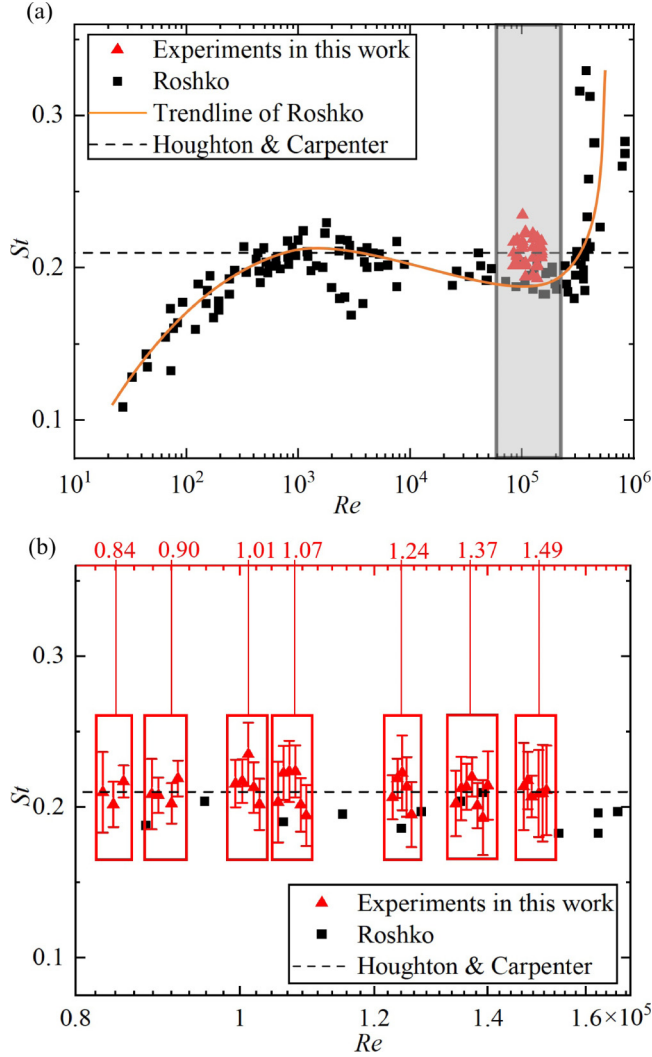 (a)
Experiments in this work
Roshko
Trendline of Roshko
Houghton & Carpenter
0.3
0.2
0.1
St
10^1 10^2 10^3 10^4 10^5 10^6
Re
(b)
0.84 0.90 1.01 1.07 1.24 1.37 1.49
0.3
0.2
0.1
St
Experiments in this work
Roshko
Houghton & Carpenter
0.8 1 1.2 1.4 1.6×10^5
Re